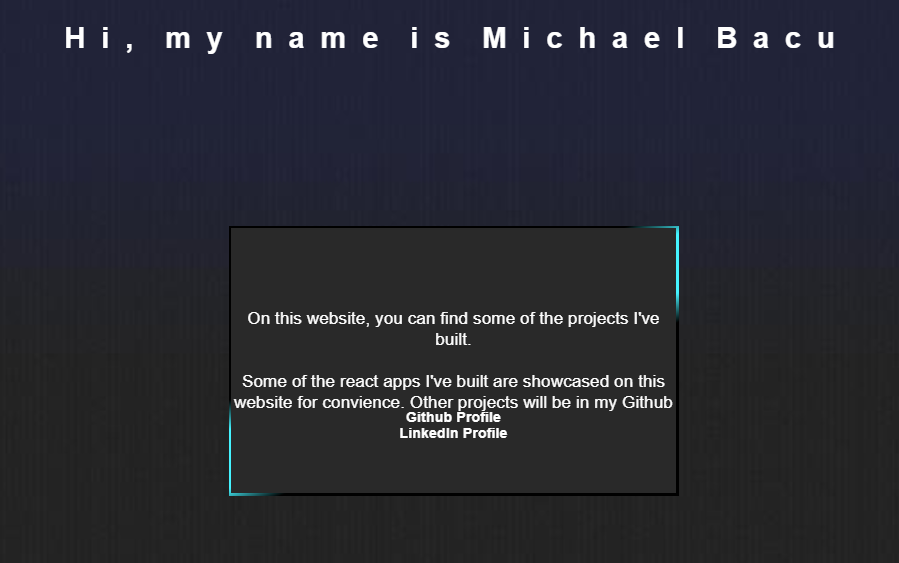 Hi, my name is Michael Bacu
On this website, you can find some of the projects I've
built.
Some of the react apps I've built are showcased on this
website for convience. Other projects will be in my Github
Github Profile
LinkedIn Profile